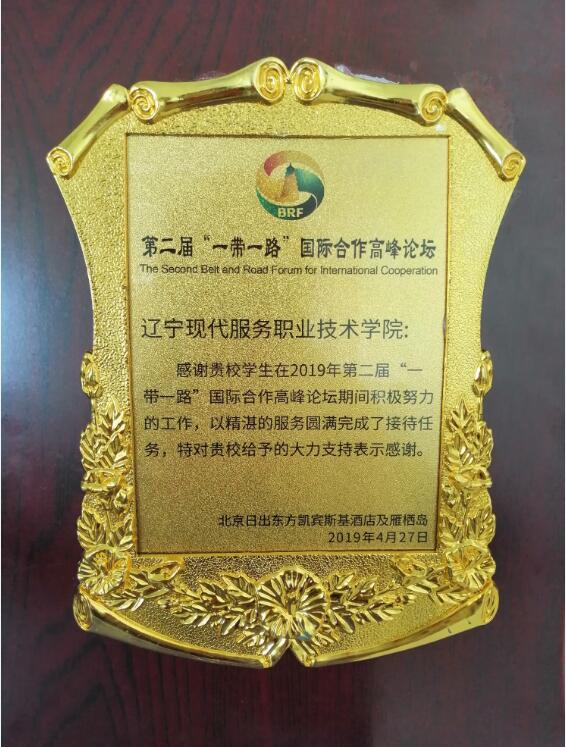 BRF
第二届“一带一路”国际合作高峰论坛
The Second Belt and Road Forum for International Cooperation
辽宁现代服务职业技术学院:
感谢贵校学生在2019年第二届“一
带一路”国际合作高峰论坛期间积极努力
的工作，以精湛的服务圆满完成了接待任
务，特对贵校给予的大力支持表示感谢。
北京日出东方凯宾斯基酒店及雁栖岛
2019年4月27日